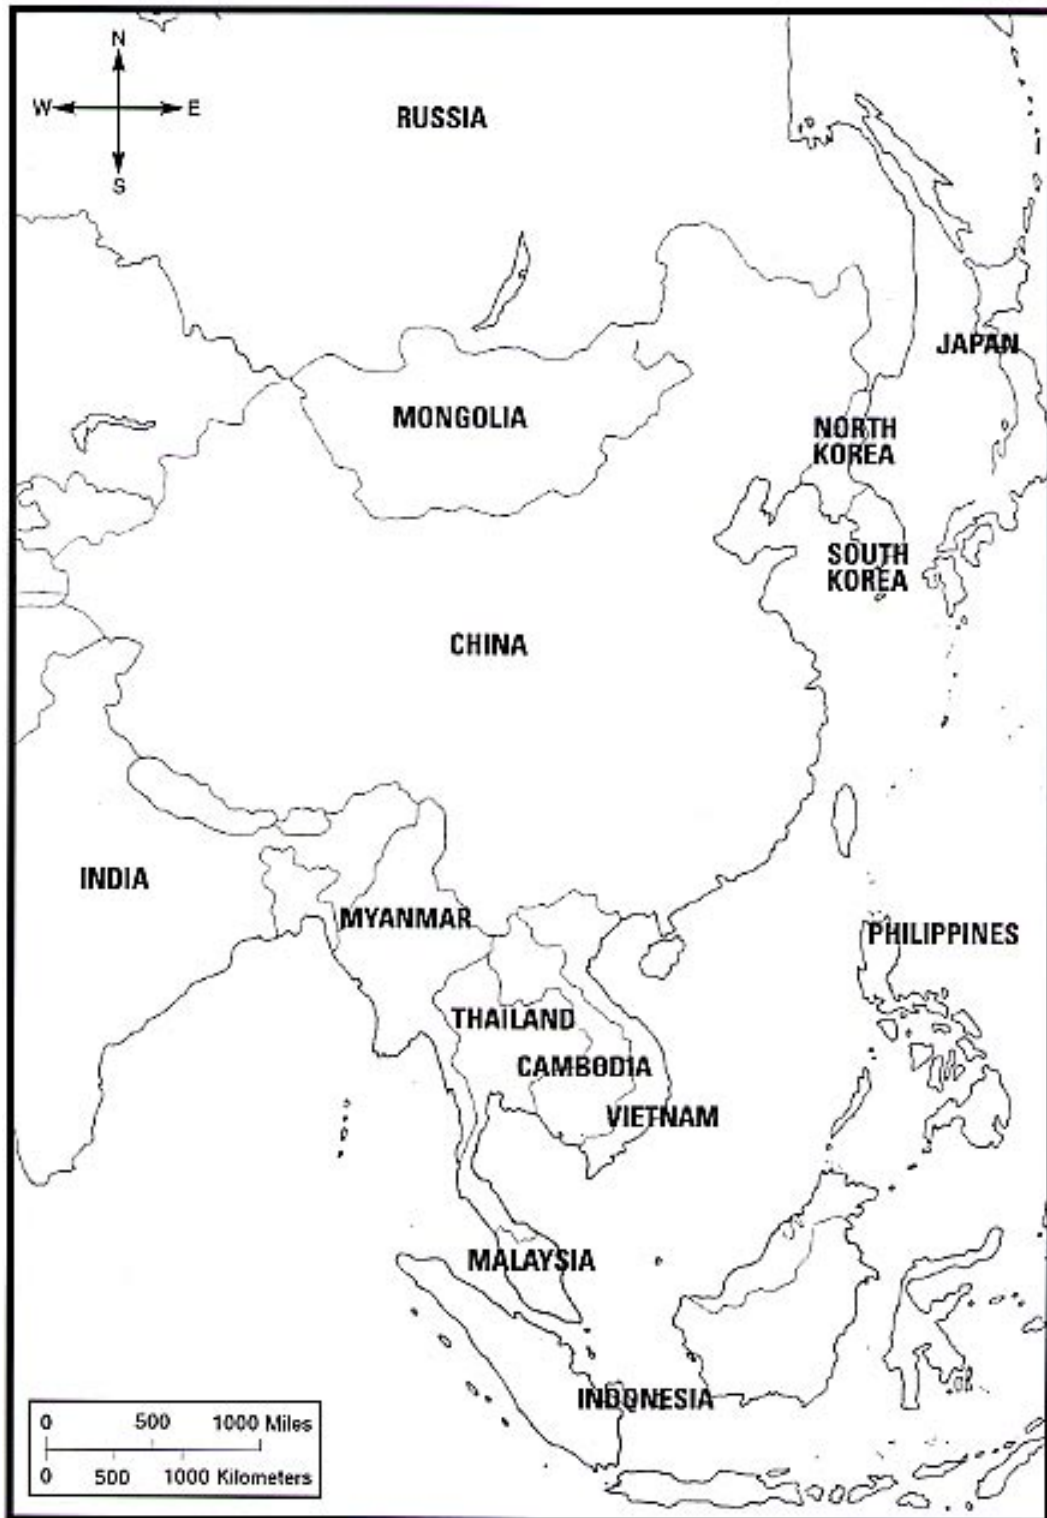 N
W E
S
RUSSIA
JAPAN
MONGOLIA
NORTH
KOREA
SOUTH
KOREA
CHINA
INDIA
MYANMAR
PHILIPPINES
THAILAND
CAMBODIA
VIETNAM
MALAYSIA
INDONESIA
0 500 1000 Miles
0 500 1000 Kilometers